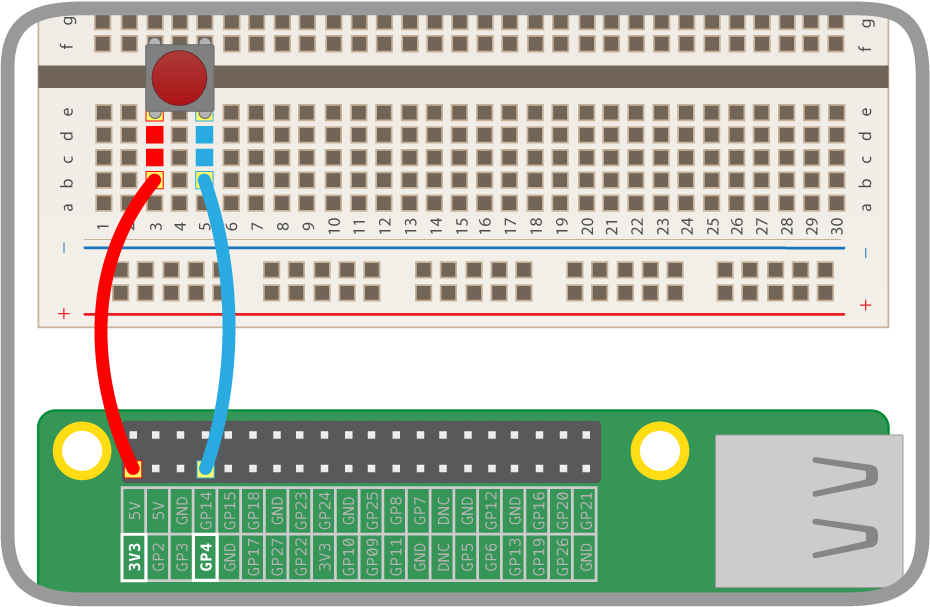 g g
f f
e e
d d
c c
b b
a a
1 2 3 4 5 6 7 8 9 10 11 12 13 14 15 16 17 18 19 20 21 22 23 24 25 26 27 28 29 30
− −
+ +
5V 5V GND GP14 GP15 GP18 GND GP23 GP24 GND GP25 GP8 GP7 DNC GND GP12 GND GP16 GP20 GP21
3V3 GP2 GP3 GP4 GND GP17 GP27 GP22 3V3 GP10 GP09 GP11 GND DNC GP5 GP6 GP13 GP19 GP26 GND